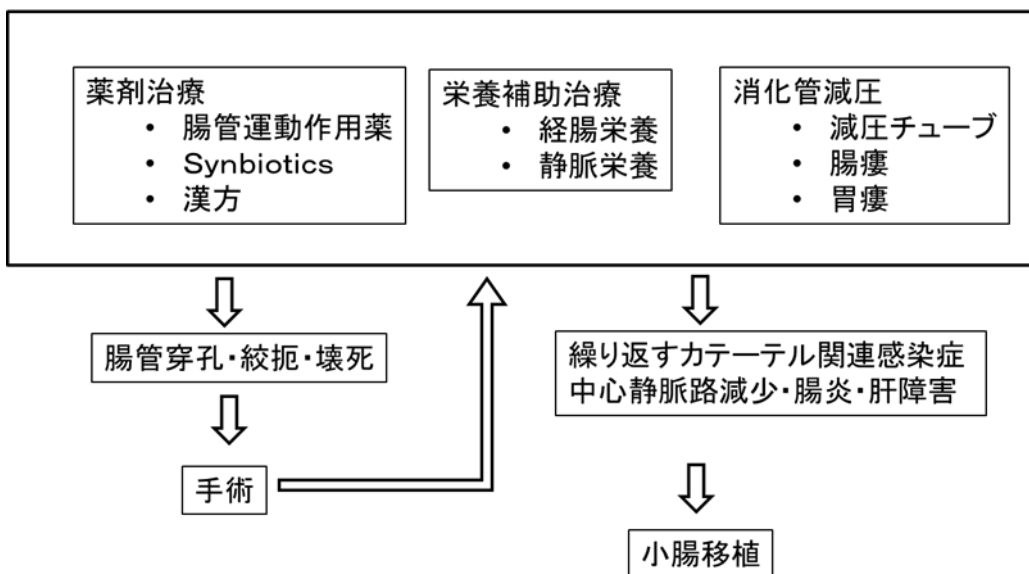 薬剤治療
• 腸管運動作用薬
• Synbiotics
• 漢方
栄養補助治療
• 経腸栄養
• 静脈栄養
消化管減圧
• 減圧チューブ
• 腸瘻
• 胃瘻
腸管穿孔・絞扼・壊死
手術
繰り返すカテーテル関連感染症
中心静脈路減少・腸炎・肝障害
小腸移植